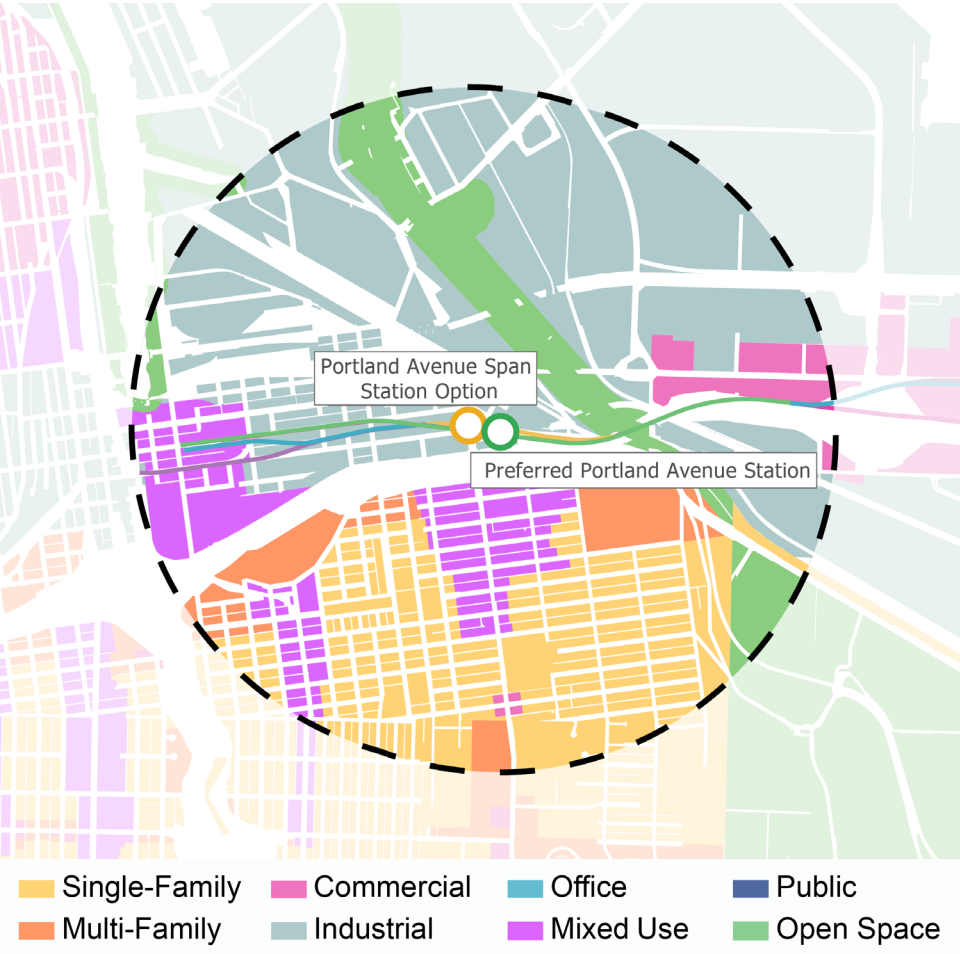 Portland Avenue Span
Station Option
Preferred Portland Avenue Station
Single-Family
Commercial
Office
Public
Multi-Family
Industrial
Mixed Use
Open Space